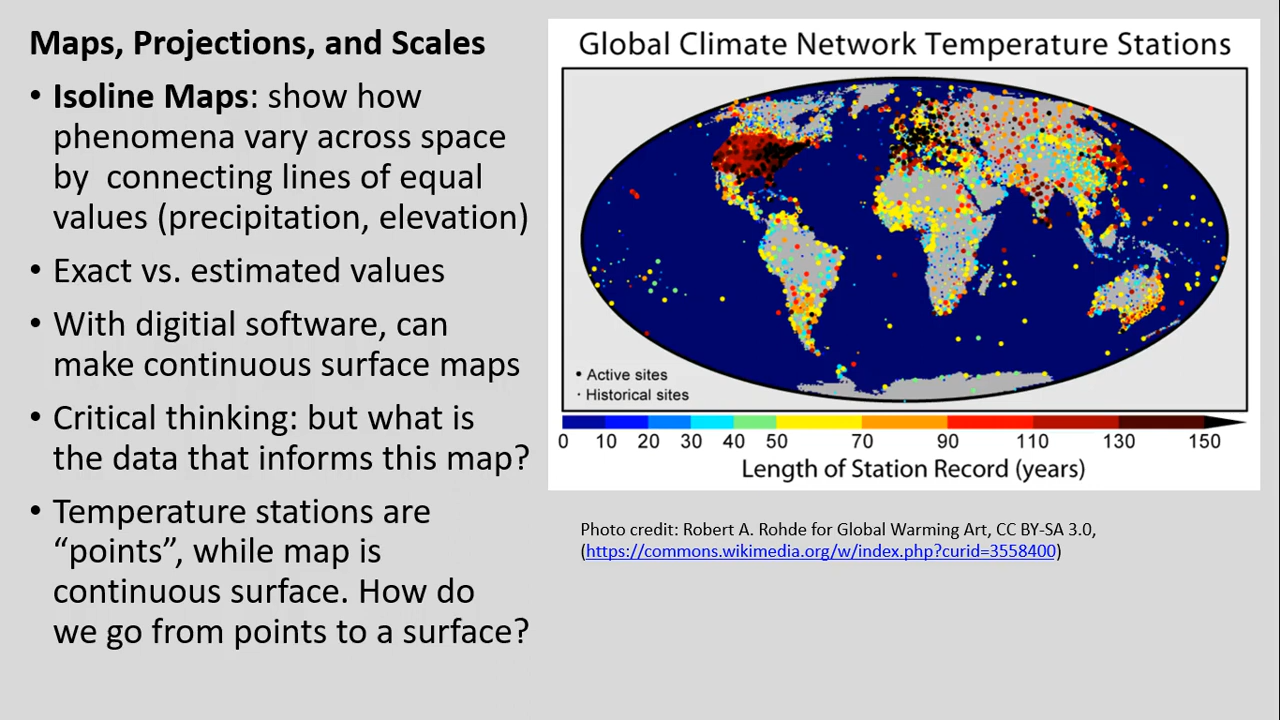 Maps, Projections, and Scales
• Isoline Maps: show how
phenomena vary across space
by  connecting lines of equal
values (precipitation, elevation)
• Exact vs. estimated values
• With digitial software, can
make continuous surface maps
• Critical thinking: but what is
the data that informs this map?
• Temperature stations are
“points”, while map is
continuous surface. How do
we go from points to a surface?
Global Climate Network Temperature Stations
• Active sites
· Historical sites
0 10 20 30 40 50 70 90 110 130 150
Length of Station Record (years)
Photo credit: Robert A. Rohde for Global Warming Art, CC BY-SA 3.0,
(https://commons.wikimedia.org/w/index.php?curid=3558400)